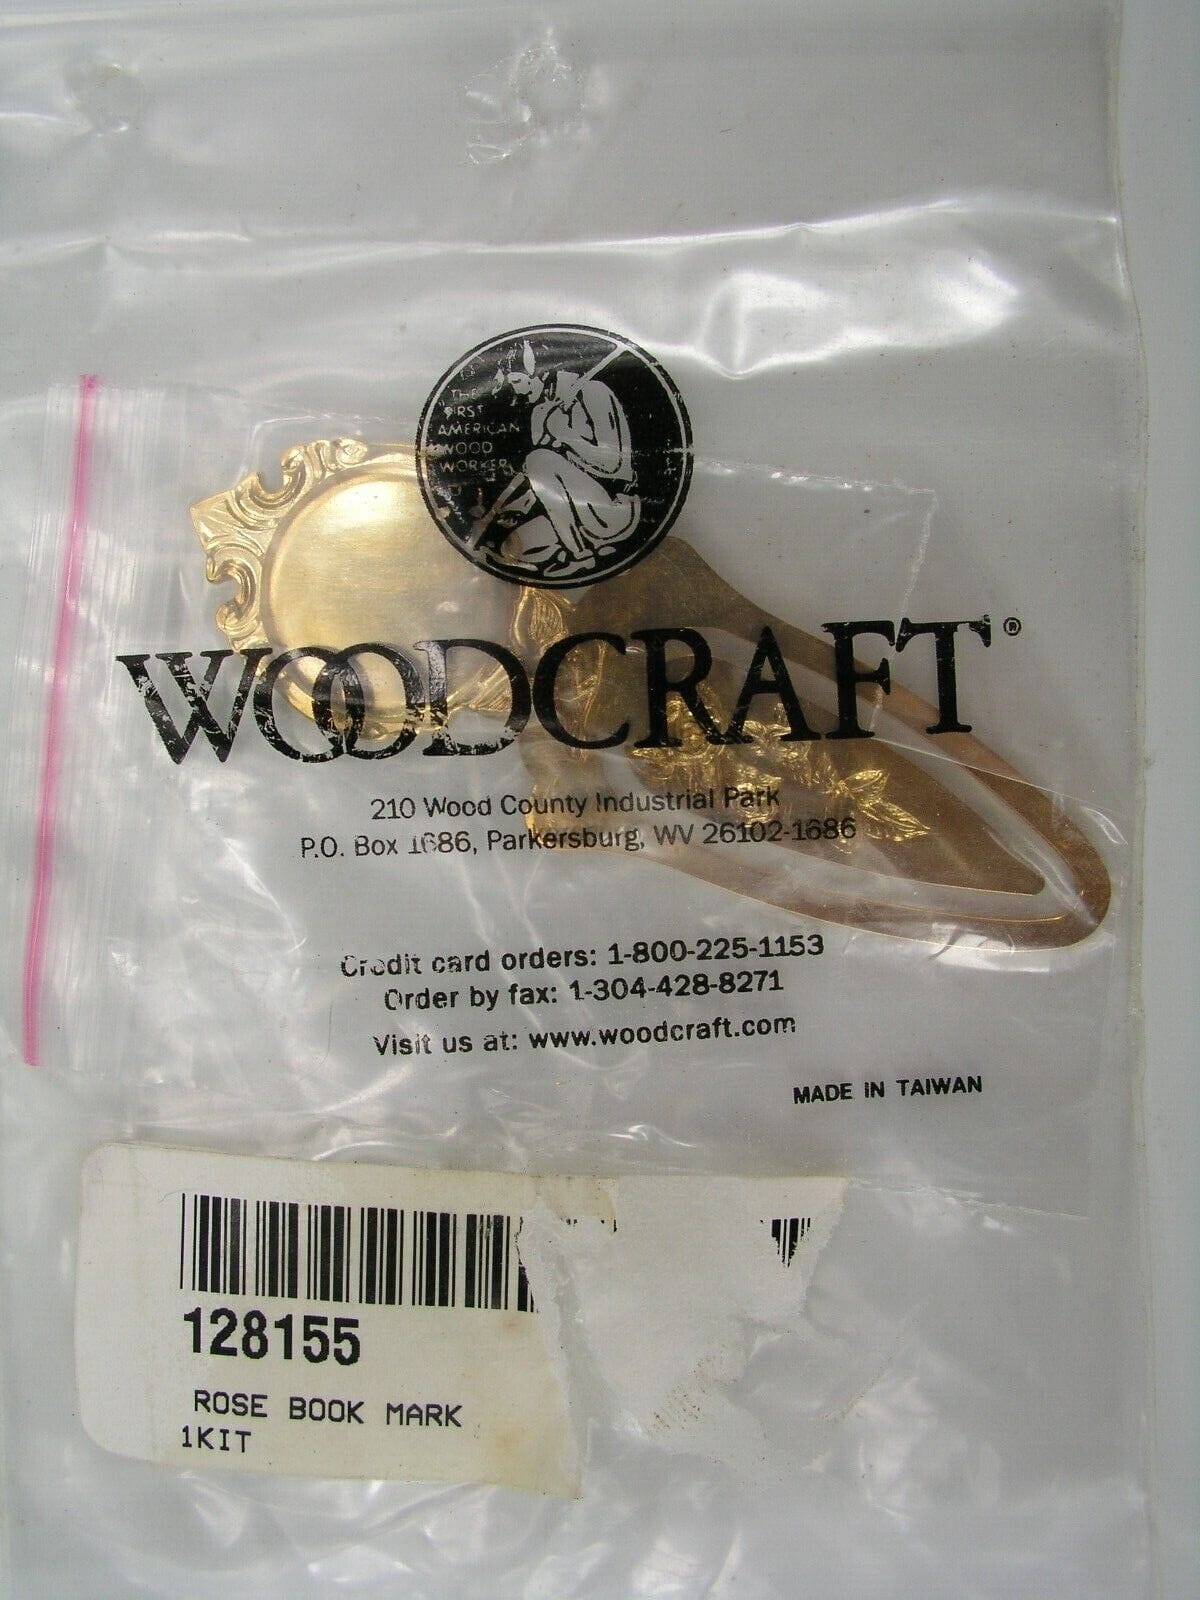 THE
FIRST
AMERICAN
WOOD
WORKER
WOODCRAFT®
210 Wood County Industrial Park
P.O. Box 1686, Parkersburg, WV 26102-1686
Credit card orders: 1-800-225-1153
Order by fax: 1-304-428-8271
Visit us at: www.woodcraft.com
MADE IN TAIWAN
128155
ROSE BOOK MARK
1KIT